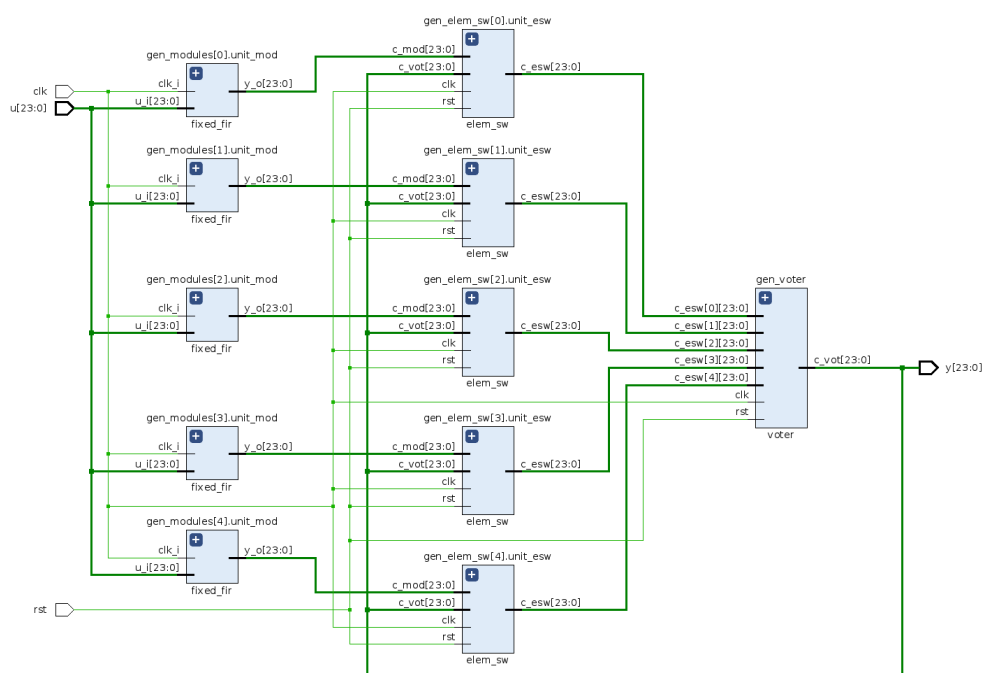 clk
u[23:0]
rst
gen_modules[0].unit_mod
clk_i
u_i[23:0]
y_o[23:0]
fixed_fir
gen_modules[1].unit_mod
clk_i
u_i[23:0]
y_o[23:0]
fixed_fir
gen_modules[2].unit_mod
clk_i
u_i[23:0]
y_o[23:0]
fixed_fir
gen_modules[3].unit_mod
clk_i
u_i[23:0]
y_o[23:0]
fixed_fir
gen_modules[4].unit_mod
clk_i
u_i[23:0]
y_o[23:0]
fixed_fir
gen_elem_sw[0].unit_esw
c_mod[23:0]
c_vot[23:0]
clk
rst
c_esw[23:0]
elem_sw
gen_elem_sw[1].unit_esw
c_mod[23:0]
c_vot[23:0]
clk
rst
c_esw[23:0]
elem_sw
gen_elem_sw[2].unit_esw
c_mod[23:0]
c_vot[23:0]
clk
rst
c_esw[23:0]
elem_sw
gen_elem_sw[3].unit_esw
c_mod[23:0]
c_vot[23:0]
clk
rst
c_esw[23:0]
elem_sw
gen_elem_sw[4].unit_esw
c_mod[23:0]
c_vot[23:0]
clk
rst
c_esw[23:0]
elem_sw
gen_voter
c_esw[0][23:0]
c_esw[1][23:0]
c_esw[2][23:0]
c_esw[3][23:0]
c_esw[4][23:0]
clk
rst
c_vot[23:0]
voter
y[23:0]